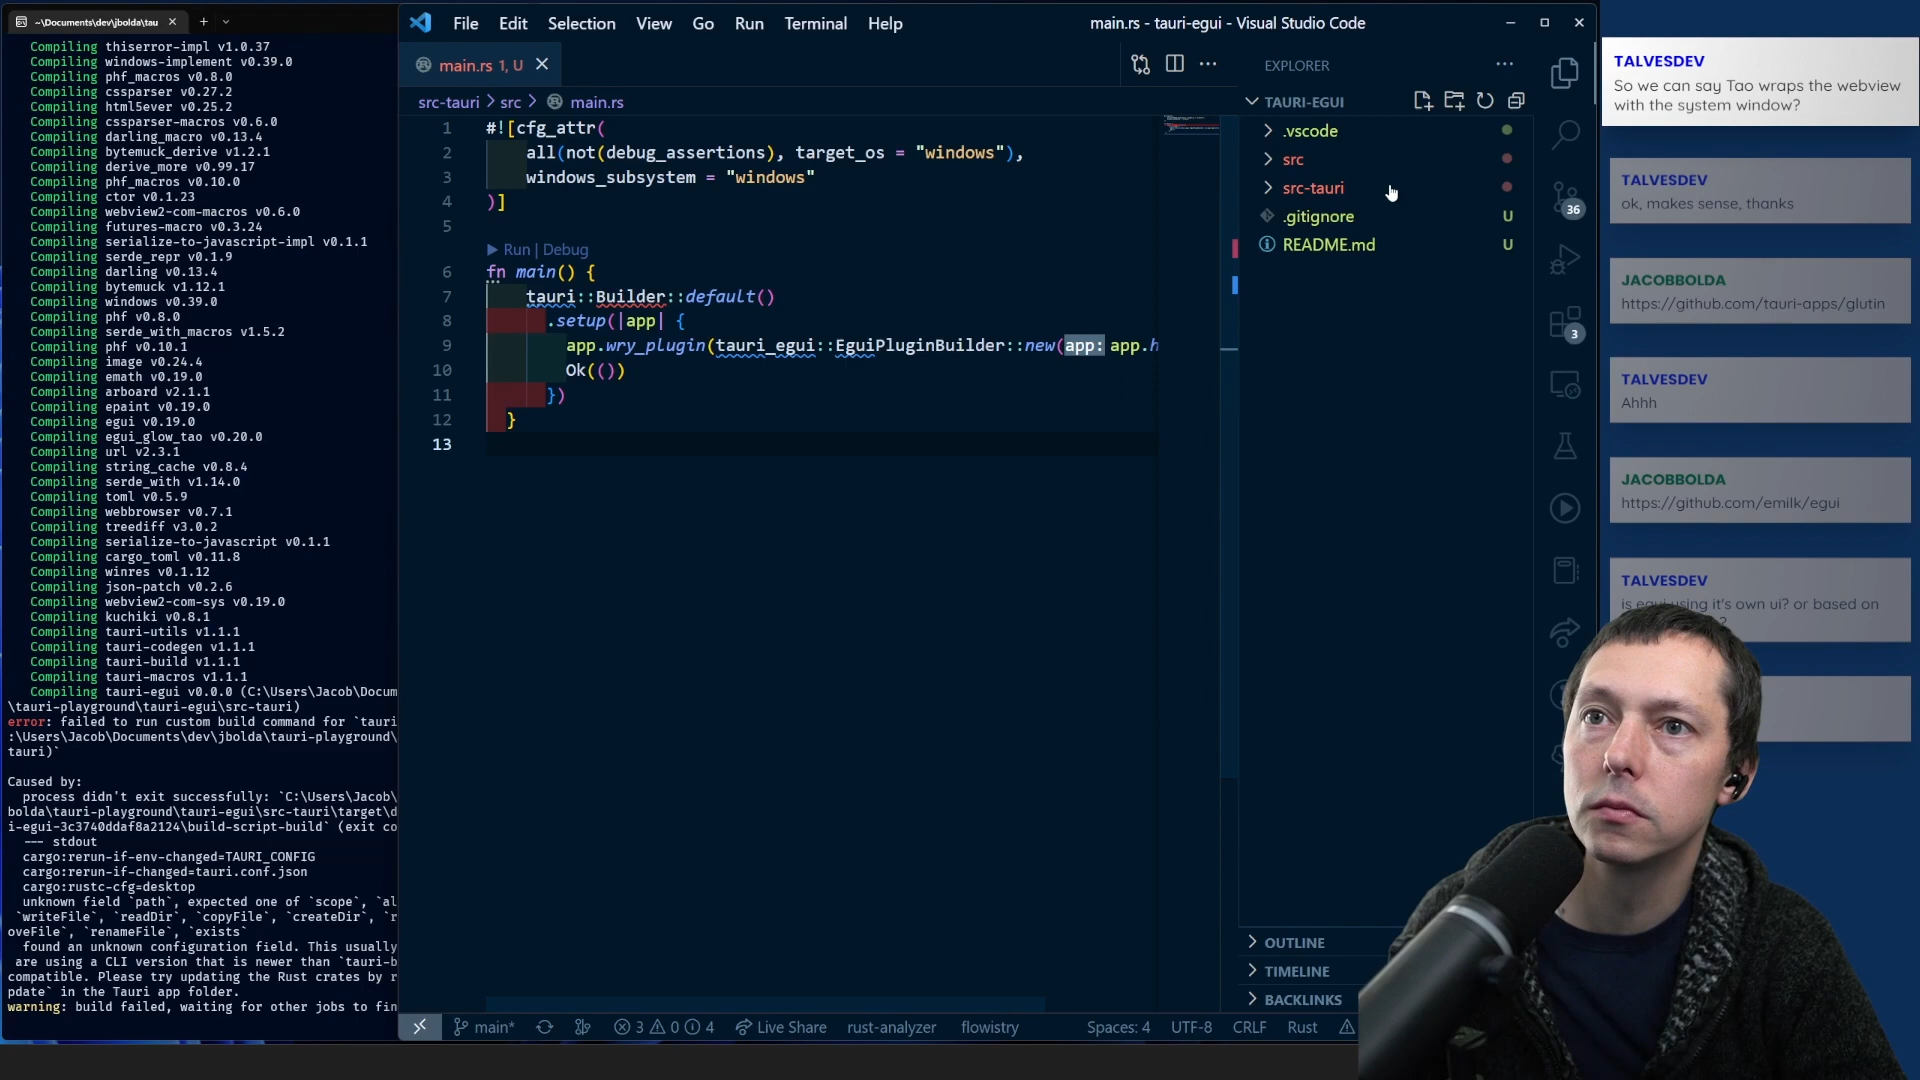 ~\Documents\dev\jbolda\tau
Compiling thiserror-impl v1.0.37
Compiling windows-implement v0.39.0
Compiling phf_macros v0.8.0
Compiling cssparser v0.27.2
Compiling html5ever v0.25.2
Compiling cssparser-macros v0.6.0
Compiling darling_macro v0.13.4
Compiling bytemuck_derive v1.2.1
Compiling derive_more v0.99.17
Compiling phf_macros v0.10.0
Compiling ctor v0.1.23
Compiling webview2-com-macros v0.6.0
Compiling futures-macro v0.3.24
Compiling serialize-to-javascript-impl v0.1.1
Compiling serde_repr v0.1.9
Compiling darling v0.13.4
Compiling bytemuck v1.12.1
Compiling windows v0.39.0
Compiling phf v0.8.0
Compiling serde_with_macros v1.5.2
Compiling phf v0.10.1
Compiling image v0.24.4
Compiling emath v0.19.0
Compiling arboard v2.1.1
Compiling epaint v0.19.0
Compiling egui v0.19.0
Compiling egui_glow_tao v0.20.0
Compiling url v2.3.1
Compiling string_cache v0.8.4
Compiling serde_with v1.14.0
Compiling toml v0.5.9
Compiling webbrowser v0.7.1
Compiling treediff v3.0.2
Compiling serialize-to-javascript v0.1.1
Compiling cargo_toml v0.11.8
Compiling winres v0.1.12
Compiling json-patch v0.2.6
Compiling webview2-com-sys v0.19.0
Compiling kuchiki v0.8.1
Compiling tauri-utils v1.1.1
Compiling tauri-codegen v1.1.1
Compiling tauri-build v1.1.1
Compiling tauri-macros v1.1.1
Compiling tauri-egui v0.0.0 (C:\Users\Jacob\Docum
\tauri-playground\tauri-egui\src-tauri)
error: failed to run custom build command for `tauri
:\Users\Jacob\Documents\dev\jbolda\tauri-playground\
tauri)`
Caused by:
process didn't exit successfully: `C:\Users\Jacob\
bolda\tauri-playground\tauri-egui\src-tauri\target\d
i-egui-3c3740ddaf8a2124\build-script-build` (exit co
--- stdout
cargo:rerun-if-env-changed=TAURI_CONFIG
cargo:rerun-if-changed=tauri.conf.json
cargo:rustc-cfg=desktop
unknown field `path`, expected one of `scope`, `al
`writeFile`, `readDir`, `copyFile`, `createDir`, `r
oveFile`, `renameFile`, `exists`
found an unknown configuration field. This usually
are using a CLI version that is newer than `tauri-b
compatible. Please try updating the Rust crates by r
pdate` in the Tauri app folder.
warning: build failed, waiting for other jobs to fin
File Edit Selection View Go Run Terminal Help
main.rs - tauri-egui - Visual Studio Code
main.rs 1, U
src-tauri > src > main.rs
1 #![cfg_attr(
2 all(not(debug_assertions), target_os = "windows"),
3 windows_subsystem = "windows"
4 )]
5
Run | Debug
6 fn main() {
7 tauri::Builder::default()
8 .setup(|app| {
9 app.wry_plugin(tauri_egui::EguiPluginBuilder::new(app: app.h
10 Ok(())
11 })
12 }
13
EXPLORER
TAURI-EGUI
.vscode
src
src-tauri
.gitignore U
README.md U
OUTLINE
TIMELINE
BACKLINKS
36
3
main* 3 0 4 Live Share rust-analyzer flowistry Spaces: 4 UTF-8 CRLF Rust
TALVESDEV
So we can say Tao wraps the webview
with the system window?
TALVESDEV
ok, makes sense, thanks
JACOBBOLDA
https://github.com/tauri-apps/glutin
TALVESDEV
Ahhh
JACOBBOLDA
https://github.com/emilk/egui
TALVESDEV
is egui using it's own ui? or based on
?